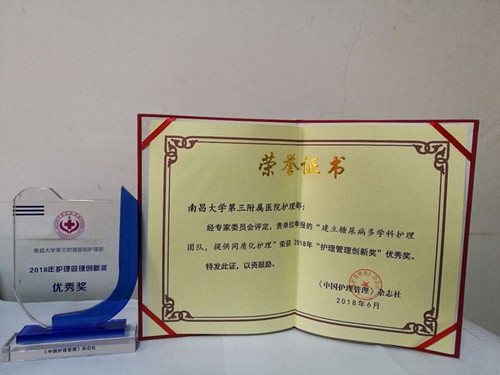 南昌大学第三附属医院护理部
2018年护理管理创新奖
优秀奖
《中国护理管理》杂志社
荣誉证书
南昌大学第三附属医院护理部：
经专家委员会评定，贵单位申报的“建立糖尿病多学科护理
团队，提供同质化护理”荣获 2018年“护理管理创新奖”优秀奖。
特发此证，以资鼓励。
《中国护理管理》杂志社
2018年6月